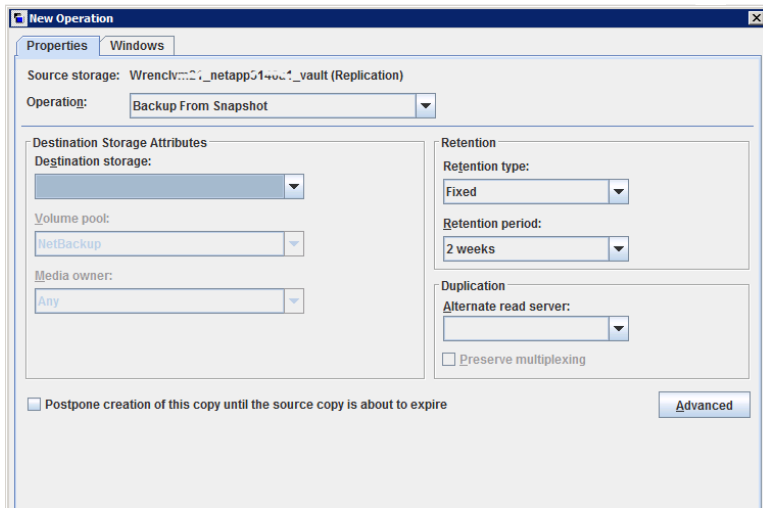 New Operation
Properties
Windows
Source storage: (Replication)
Operation: Backup From Snapshot
Destination Storage Attributes
Destination storage:
Volume pool:
NetBackup
Media owner:
Any
Retention
Retention type:
Fixed
Retention period:
2 weeks
Duplication
Alternate read server:
Preserve multiplexing
Postpone creation of this copy until the source copy is about to expire
Advanced